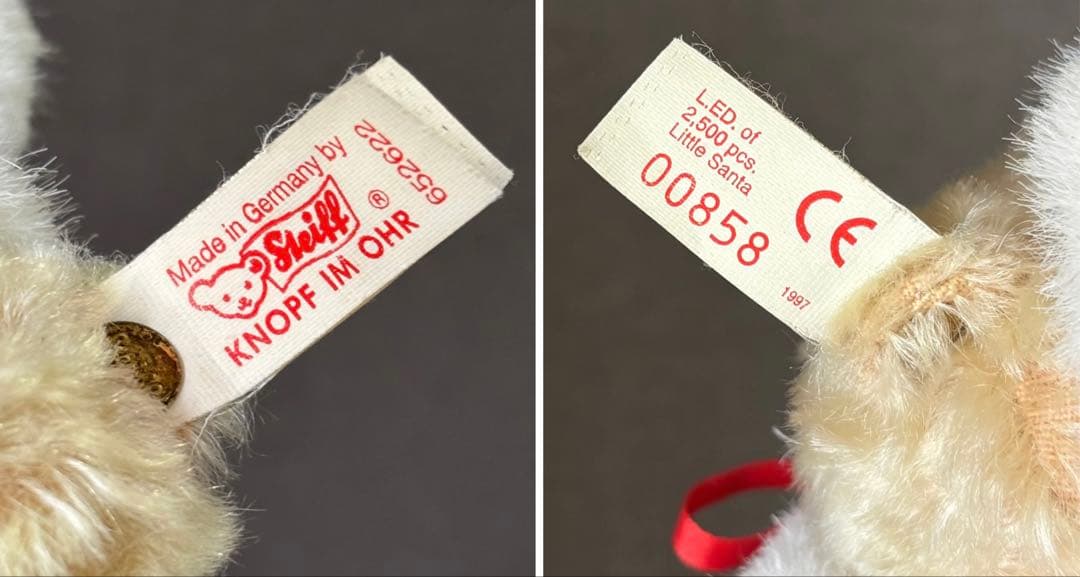 Made in Germany by
Steiff ®
KNOPF IM OHR
652622
L.ED. of
2,500 pcs.
Little Santa
00858
CE
1997